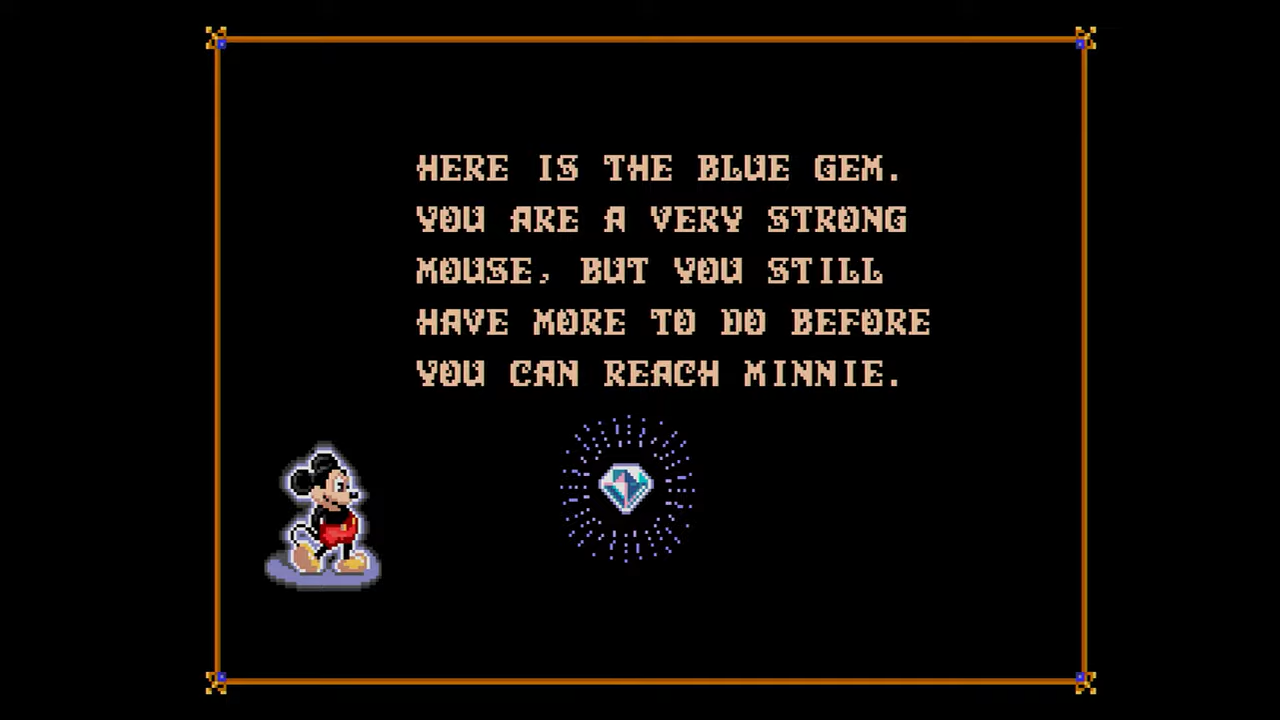 HERE IS THE BLUE GEM.
YOU ARE A VERY STRONG
MOUSE, BUT YOU STILL
HAVE MORE TO DO BEFORE
YOU CAN REACH MINNIE.